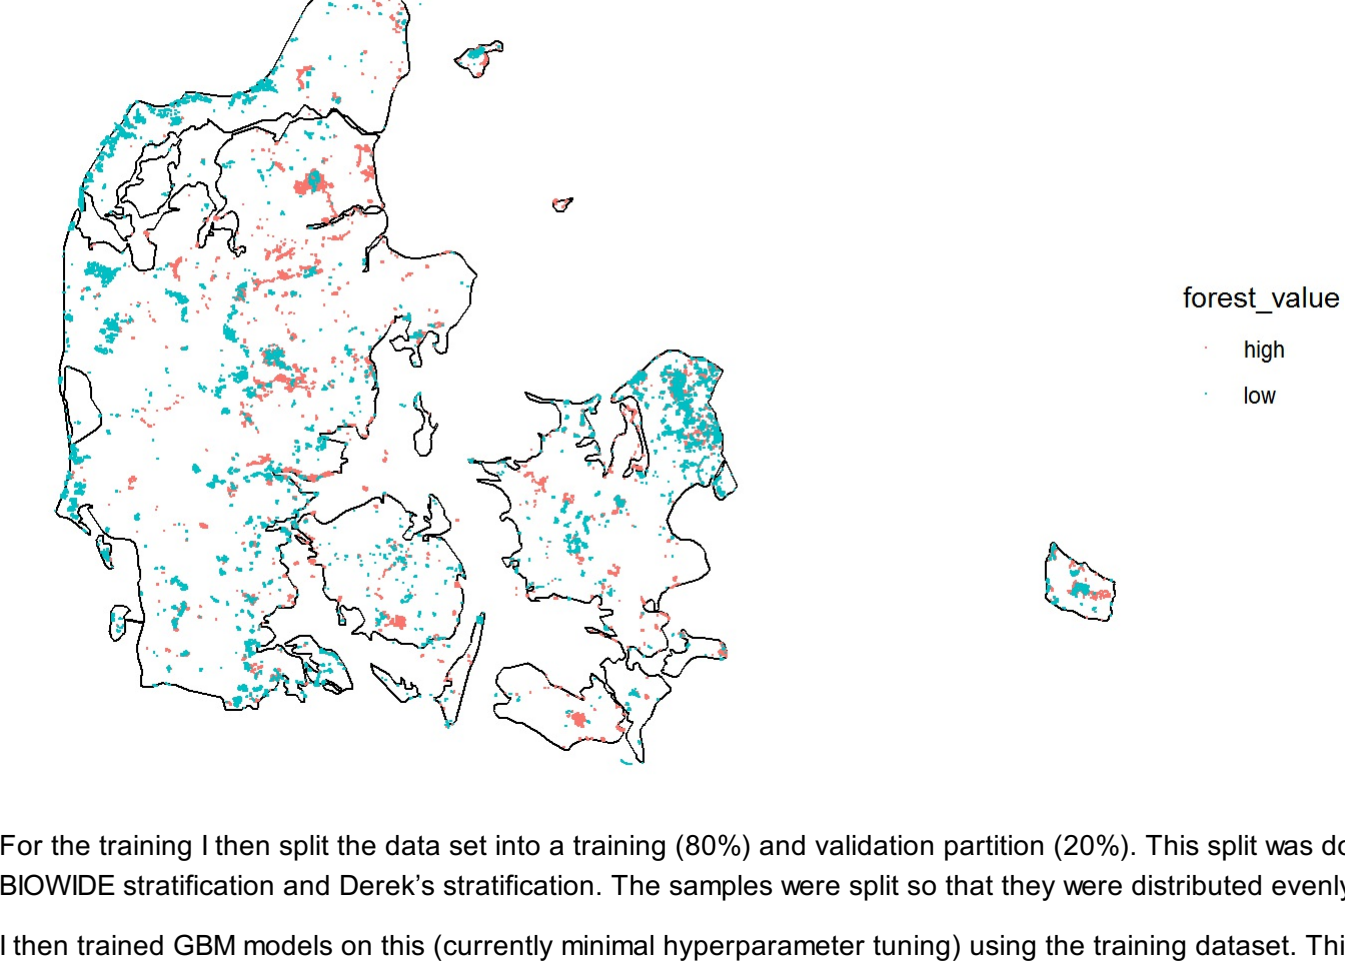 forest_value
high
low
For the training I then split the data set into a training (80%) and validation partition (20%). This split was do
BIOWIDE stratification and Derek’s stratification. The samples were split so that they were distributed evenly
I then trained GBM models on this (currently minimal hyperparameter tuning) using the training dataset. Thi